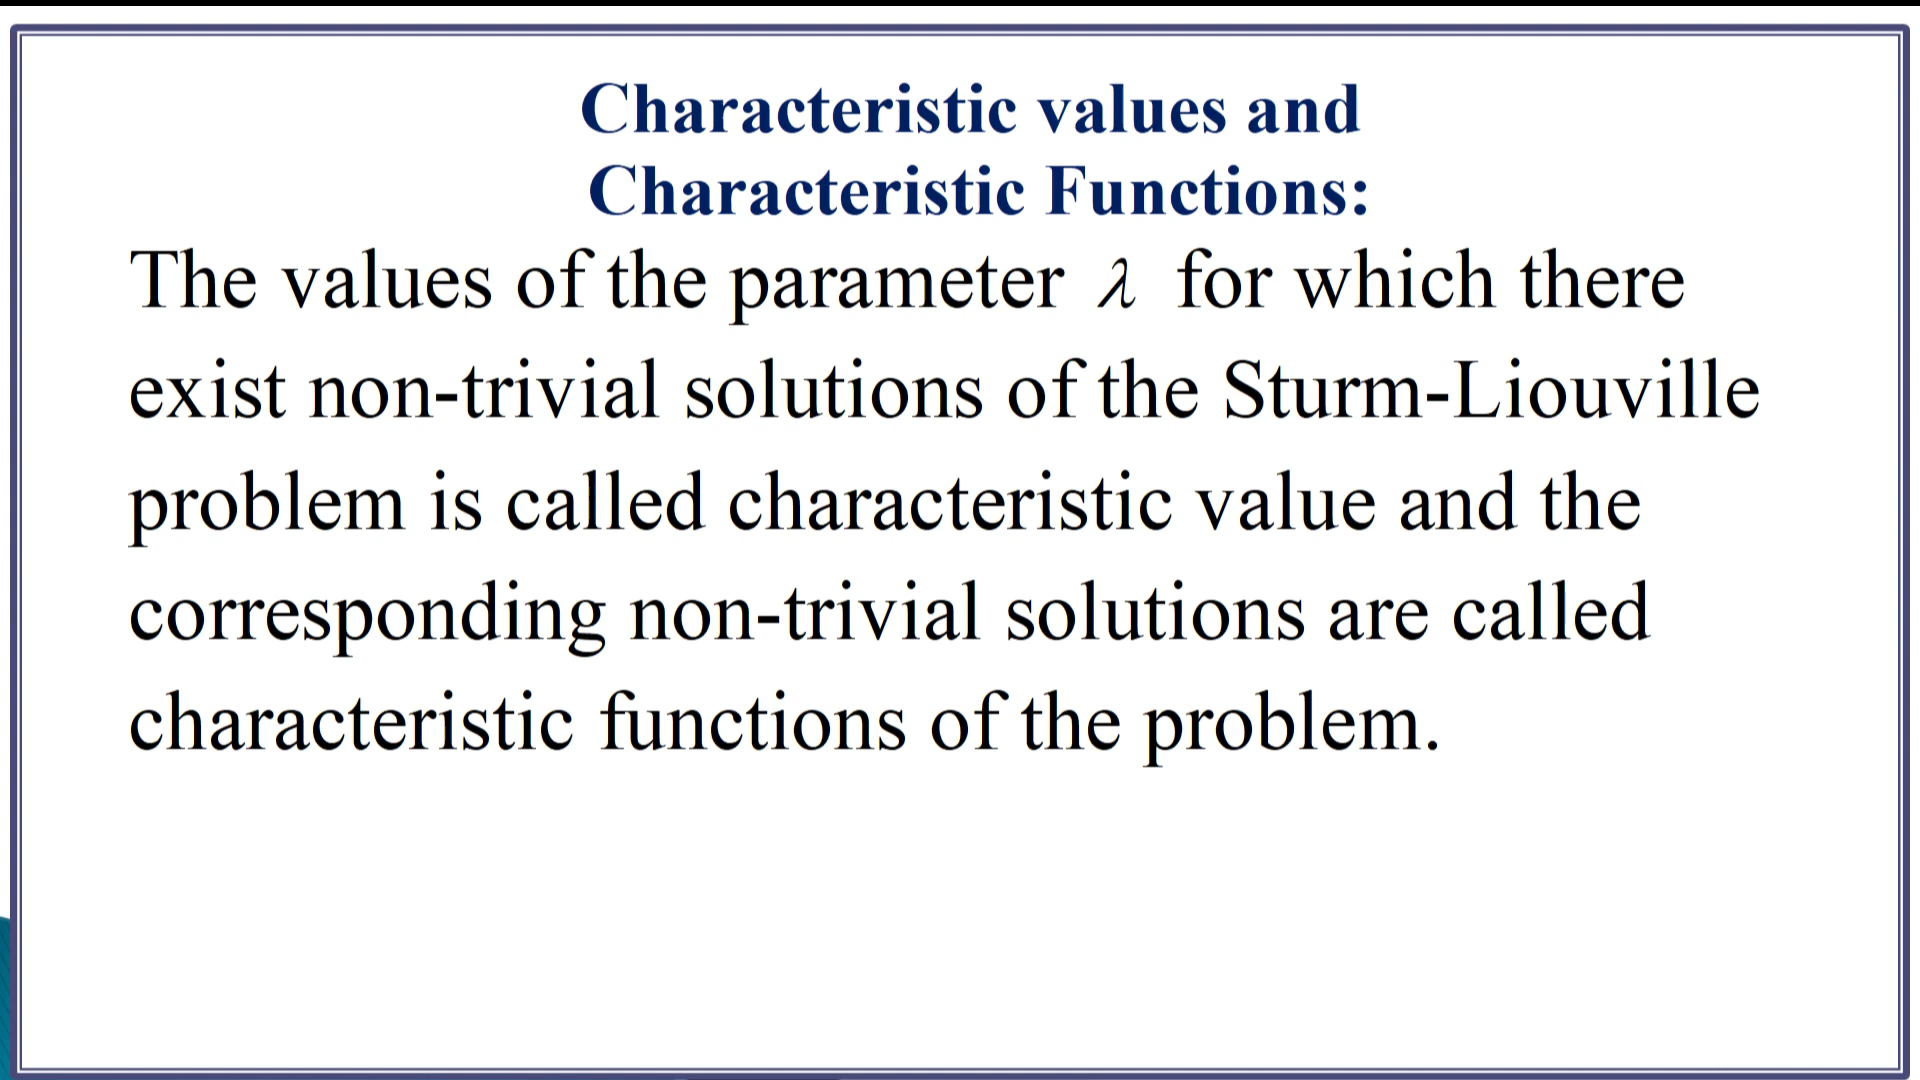 Characteristic values and
Characteristic Functions:
The values of the parameter λ for which there
exist non-trivial solutions of the Sturm-Liouville
problem is called characteristic value and the
corresponding non-trivial solutions are called
characteristic functions of the problem.